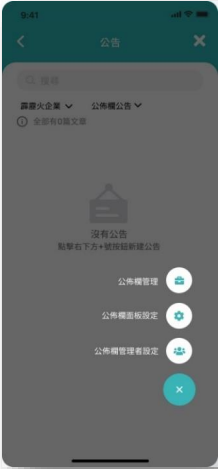 9:41
公告
搜尋
霹靂火企業 公佈欄公告
全部有0篇文章
沒有公告
點擊右下方+號按鈕新建公告
公佈欄管理
公佈欄面板設定
公佈欄管理者設定